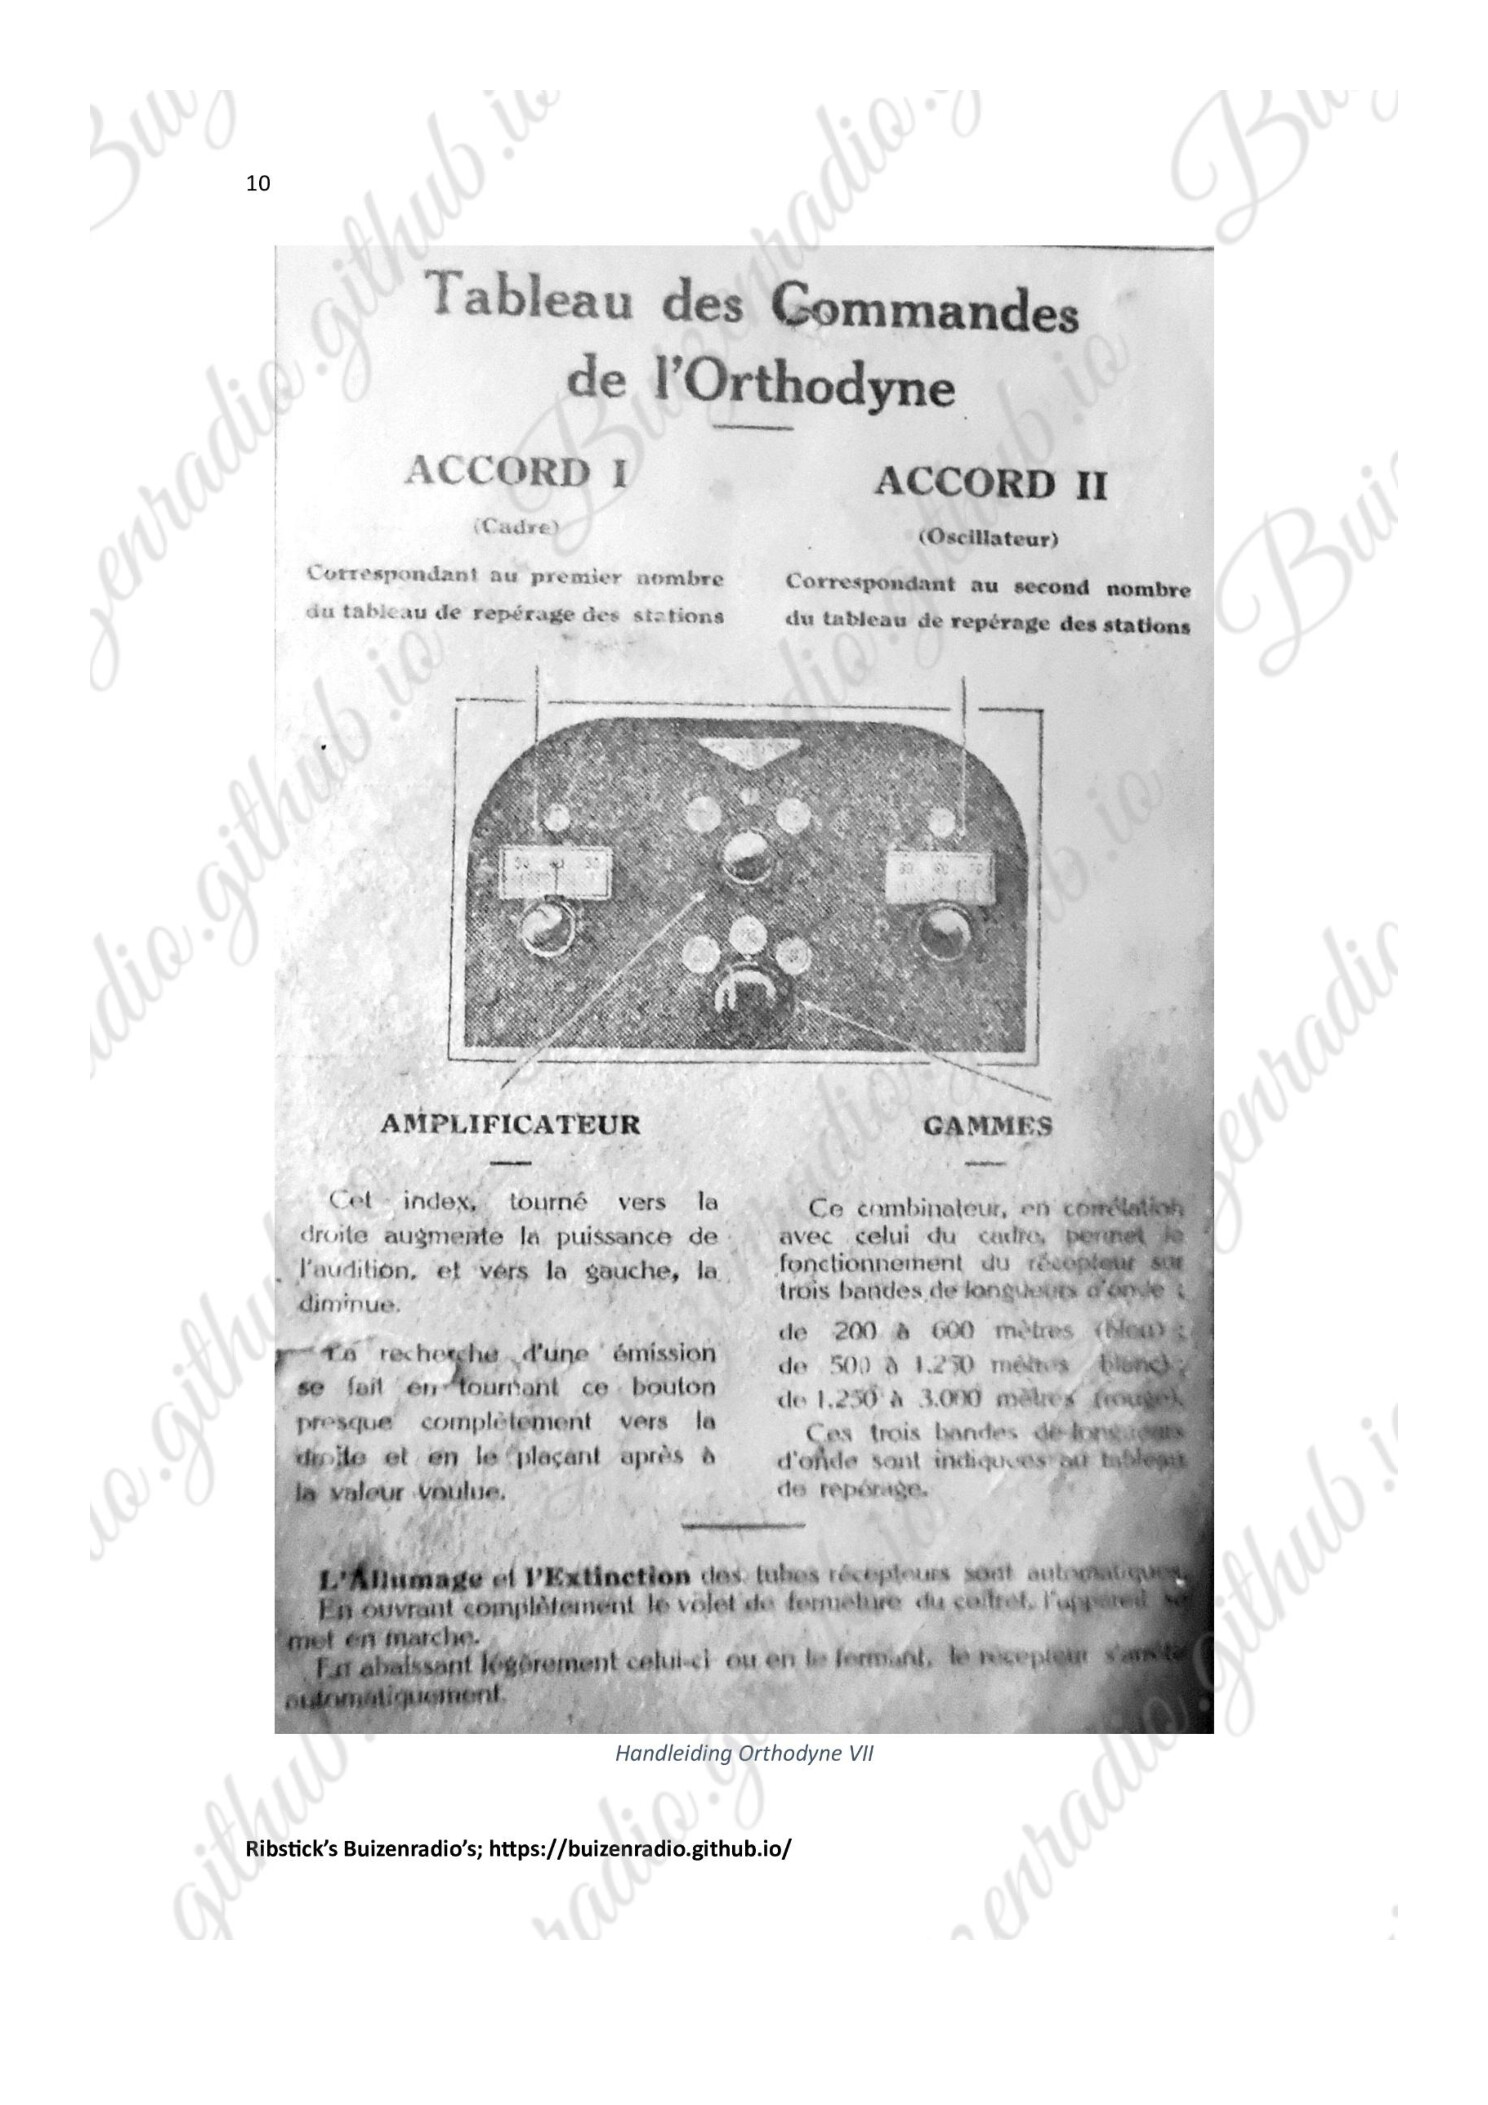 10
Tableau des Commandes
de l'Orthodyne
ACCORD I
(Cadre)
Correspondant au premier nombre
du tableau de repérage des stations
ACCORD II
(Oscillateur)
Correspondant au second nombre
du tableau de repérage des stations
30 60 70
AMPLIFICATEUR
Cet index, tourné vers la
droite augmente la puissance de
l'audition, et vers la gauche, la
diminue.
La recherche d'une émission
se fait en tournant ce bouton
presque complètement vers la
droite et en le plaçant après à
la valeur voulue.
GAMMES
Ce combinateur, en corrélation
avec celui du cadre, permet le
fonctionnement du récepteur sur
trois bandes de longueurs d'onde :
de 200 à 600 mètres (bleu) ;
de 500 à 1.250 mètres (blanc) ;
de 1.250 à 3.000 mètres (rouge).
Ces trois bandes de longueurs
d'onde sont indiquées au tableau
de repérage.
L'Allumage et l'Extinction des tubes récepteurs sont automatiques.
En ouvrant complètement le volet de fermeture du coffret, l'appareil se
met en marche.
En abaissant légèrement celui-ci ou en le fermant, le récepteur s'arrête
automatiquement.
Handleiding Orthodyne VII
Ribstick's Buizenradio's; https://buizenradio.github.io/
Buizenradio.github.io